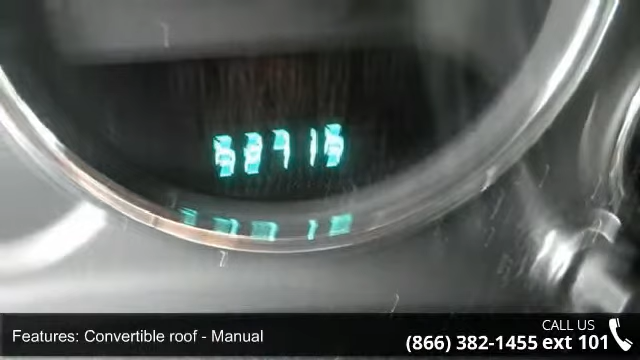 Features: Convertible roof - Manual
CALL US
(866) 382-1455 ext 101